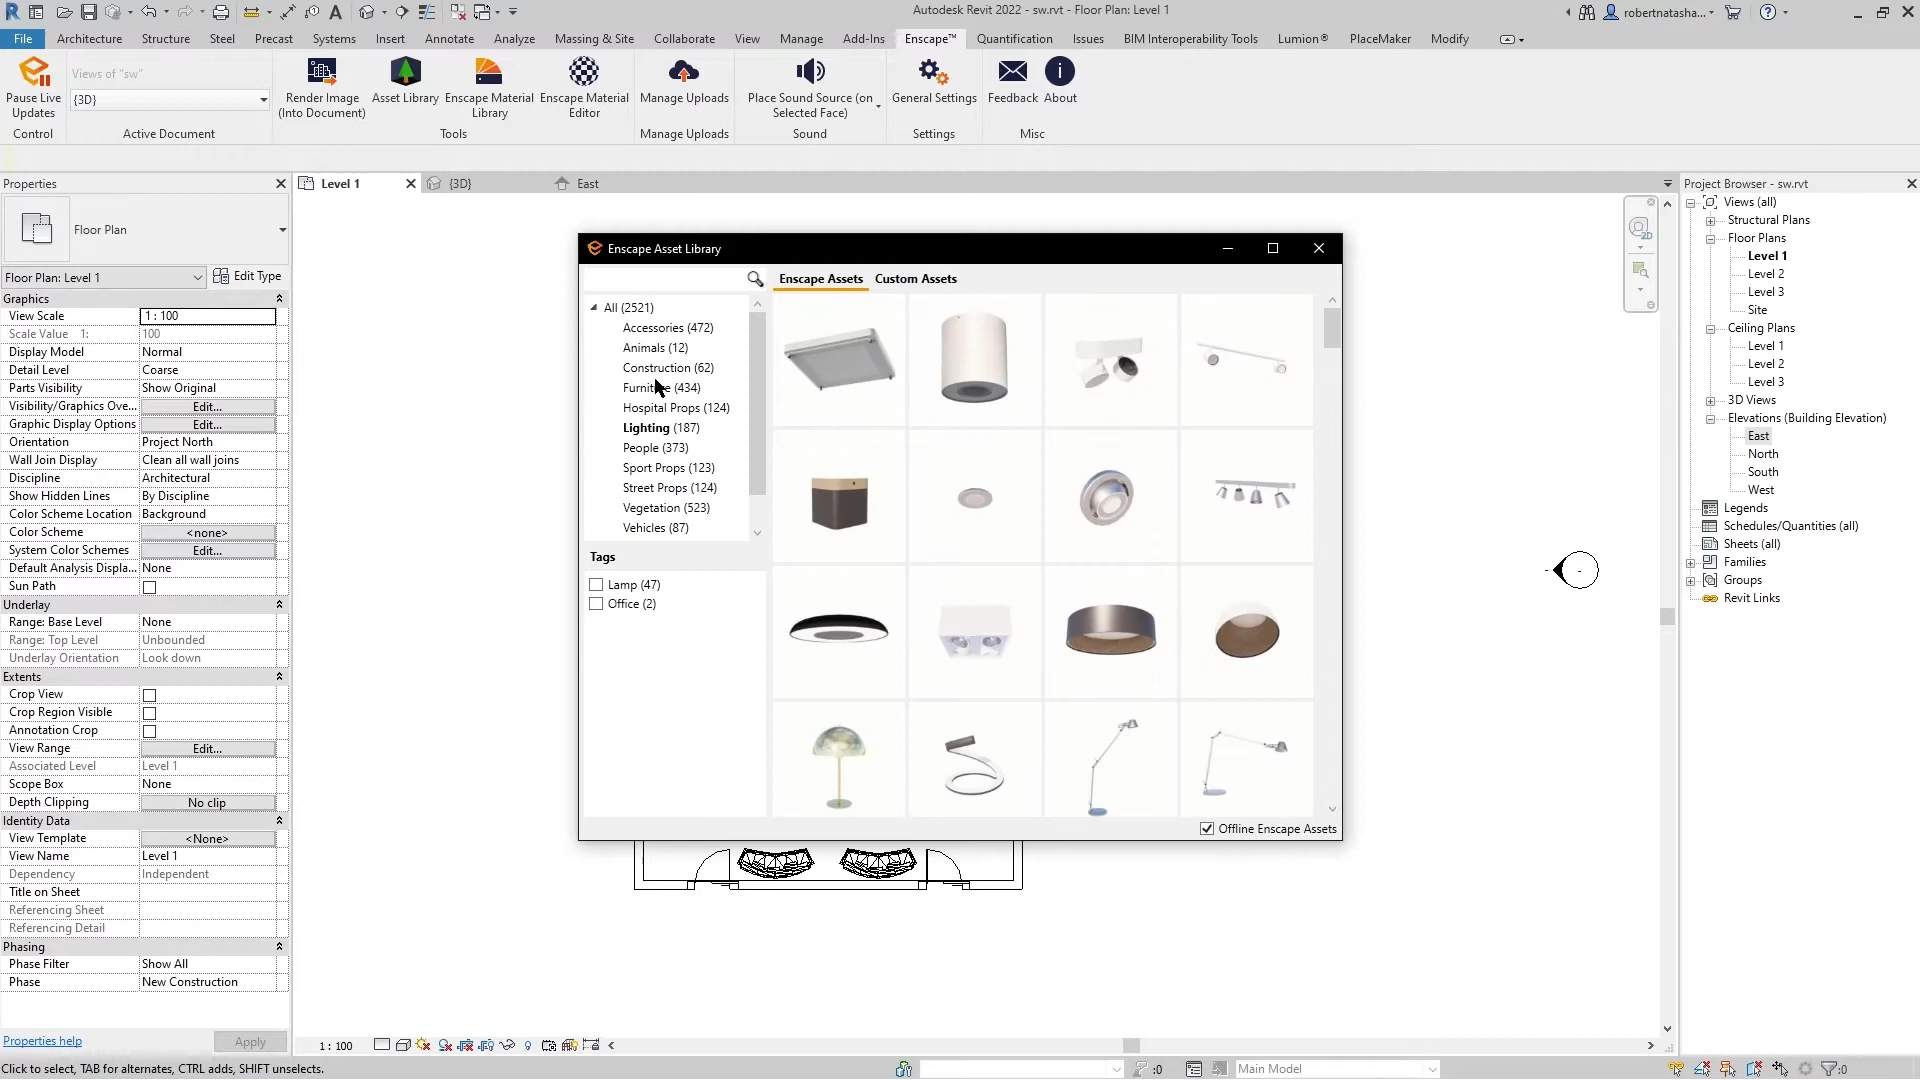 Autodesk Revit 2022 - sw.rvt - Floor Plan: Level 1
robertnatasha...
File Architecture Structure Steel Precast Systems Insert Annotate Analyze Massing & Site Collaborate View Manage Add-Ins Enscape™ Quantification Issues BIM Interoperability Tools Lumion® PlaceMaker Modify
Views of "sw"
{3D}
Pause Live Updates
Render Image (Into Document)
Asset Library
Enscape Material Library
Enscape Material Editor
Manage Uploads
Place Sound Source (on Selected Face)
General Settings
Feedback
About
Control Active Document Tools Manage Uploads Sound Settings Misc
Properties
Level 1
{3D}
East
Project Browser - sw.rvt
Floor Plan
Floor Plan: Level 1
Edit Type
Graphics
View Scale 1 : 100
Scale Value 1: 100
Display Model Normal
Detail Level Coarse
Parts Visibility Show Original
Visibility/Graphics Ove... Edit...
Graphic Display Options Edit...
Orientation Project North
Wall Join Display Clean all wall joins
Discipline Architectural
Show Hidden Lines By Discipline
Color Scheme Location Background
Color Scheme <none>
System Color Schemes Edit...
Default Analysis Displa... None
Sun Path
Underlay
Range: Base Level None
Range: Top Level Unbounded
Underlay Orientation Look down
Extents
Crop View
Crop Region Visible
Annotation Crop
View Range Edit...
Associated Level Level 1
Scope Box None
Depth Clipping No clip
Identity Data
View Template <None>
View Name Level 1
Dependency Independent
Title on Sheet
Referencing Sheet
Referencing Detail
Phasing
Phase Filter Show All
Phase New Construction
Properties help
Apply
Enscape Asset Library
Enscape Assets Custom Assets
All (2521)
Accessories (472)
Animals (12)
Construction (62)
Furniture (434)
Hospital Props (124)
Lighting (187)
People (373)
Sport Props (123)
Street Props (124)
Vegetation (523)
Vehicles (87)
Tags
Lamp (47)
Office (2)
Offline Enscape Assets
2D
Views (all)
Structural Plans
Floor Plans
Level 1
Level 2
Level 3
Site
Ceiling Plans
Level 1
Level 2
Level 3
3D Views
Elevations (Building Elevation)
East
North
South
West
Legends
Schedules/Quantities (all)
Sheets (all)
Families
Groups
Revit Links
1 : 100
Click to select, TAB for alternates, CTRL adds, SHIFT unselects.
:0
Main Model
:0